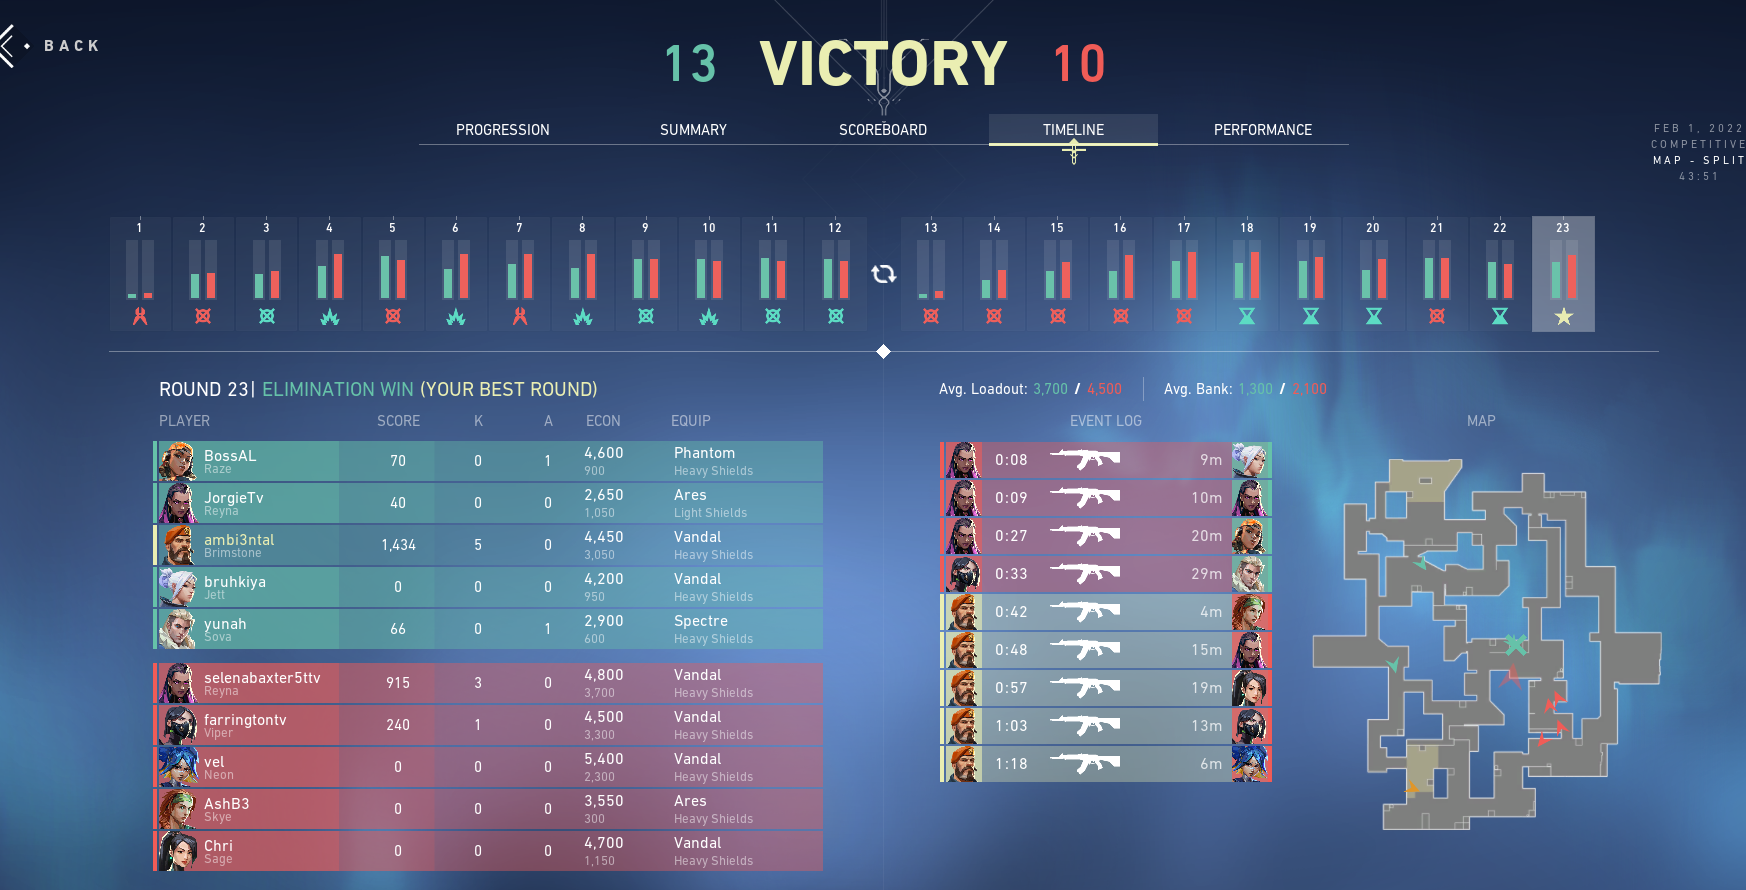 BACK
13 VICTORY 10
PROGRESSION SUMMARY SCOREBOARD TIMELINE PERFORMANCE
FEB 1, 2022
COMPETITIVE
MAP - SPLIT
43:51
1 2 3 4 5 6 7 8 9 10 11 12 13 14 15 16 17 18 19 20 21 22 23
ROUND 23| ELIMINATION WIN (YOUR BEST ROUND)
PLAYER SCORE K A ECON EQUIP
BossAL 70 0 1 4,600 Phantom
Raze 900 Heavy Shields
JorgieTv 40 0 0 2,650 Ares
Reyna 1,050 Light Shields
ambi3ntal 1,434 5 0 4,450 Vandal
Brimstone 3,050 Heavy Shields
bruhkiya 0 0 0 4,200 Vandal
Jett 950 Heavy Shields
yunah 66 0 1 2,900 Spectre
Sova 600 Heavy Shields
selenabaxter5ttv 915 3 0 4,800 Vandal
Reyna 3,700 Heavy Shields
farringtontv 240 1 0 4,500 Vandal
Viper 3,300 Heavy Shields
vel 0 0 0 5,400 Vandal
Neon 2,300 Heavy Shields
AshB3 0 0 0 3,550 Ares
Skye 300 Heavy Shields
Chri 0 0 0 4,700 Vandal
Sage 1,150 Heavy Shields
Avg. Loadout: 3,700 / 4,500 Avg. Bank: 1,300 / 2,100
EVENT LOG
0:08 9m
0:09 10m
0:27 20m
0:33 29m
0:42 4m
0:48 15m
0:57 19m
1:03 13m
1:18 6m
MAP